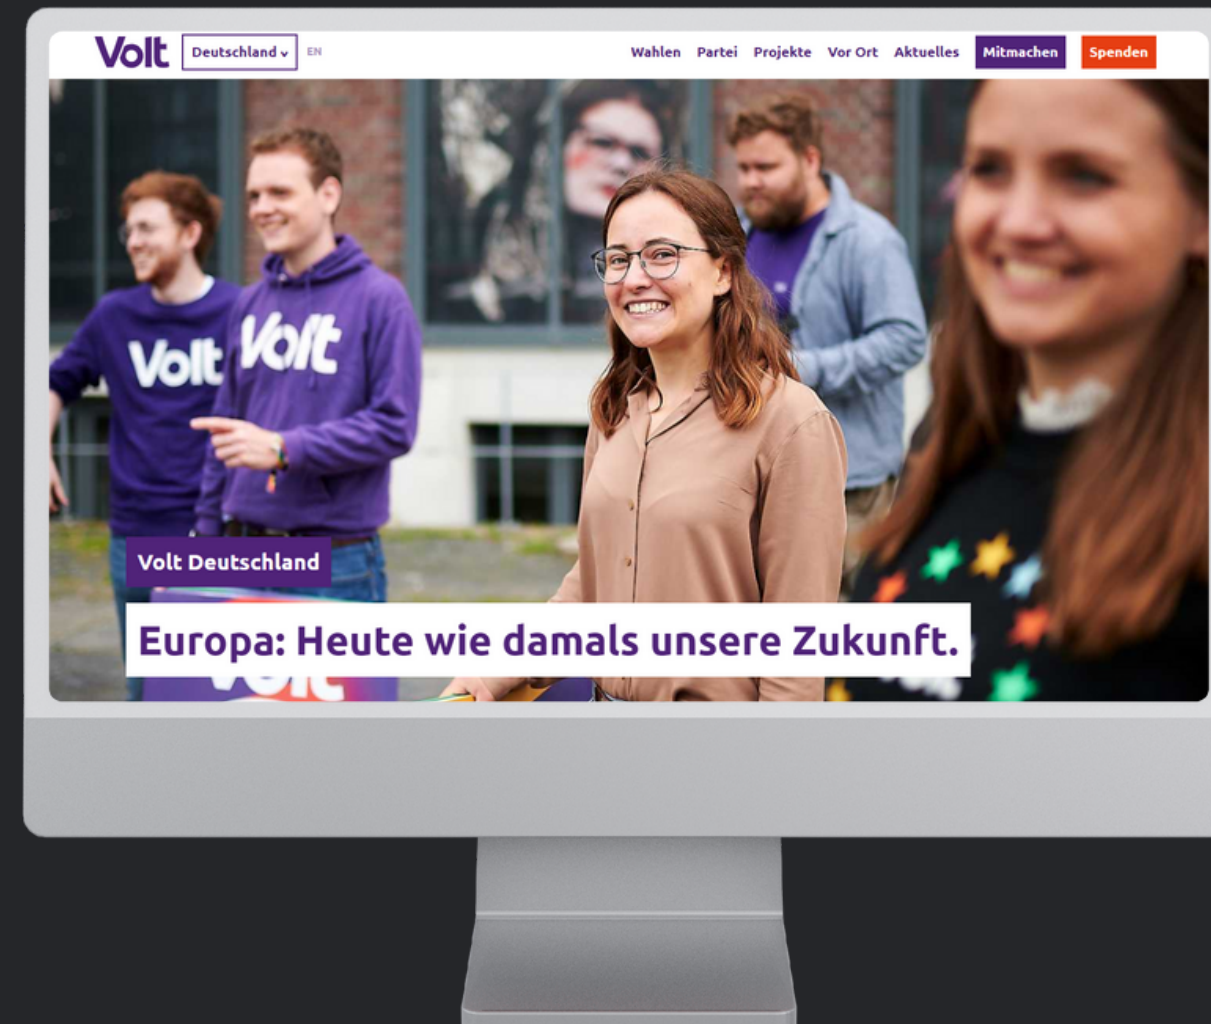 Volt Deutschland EN Wahlen Partei Projekte Vor Ort Aktuelles Mitmachen Spenden
Volt
Volt
Volt Deutschland
Europa: Heute wie damals unsere Zukunft.
Volt